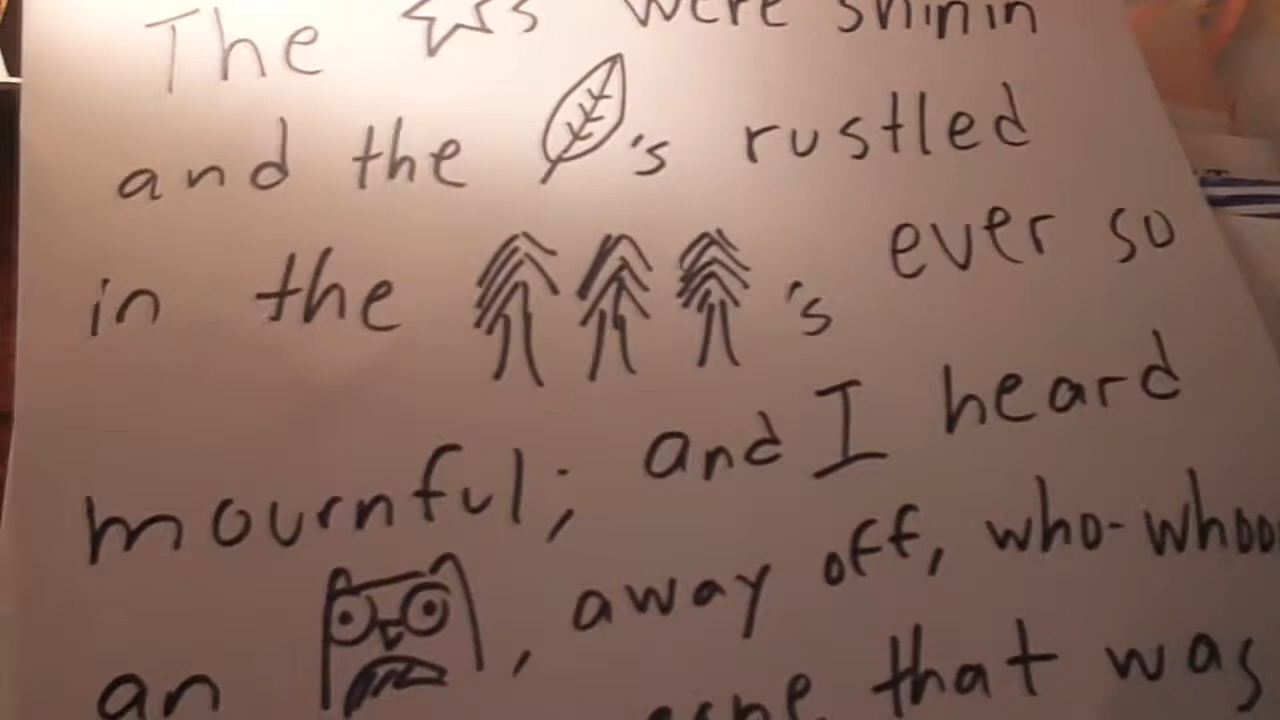 The s were shinin
and the 's rustled
in the 's ever so
mournful; and I heard
an , away off, who-whoo
that was